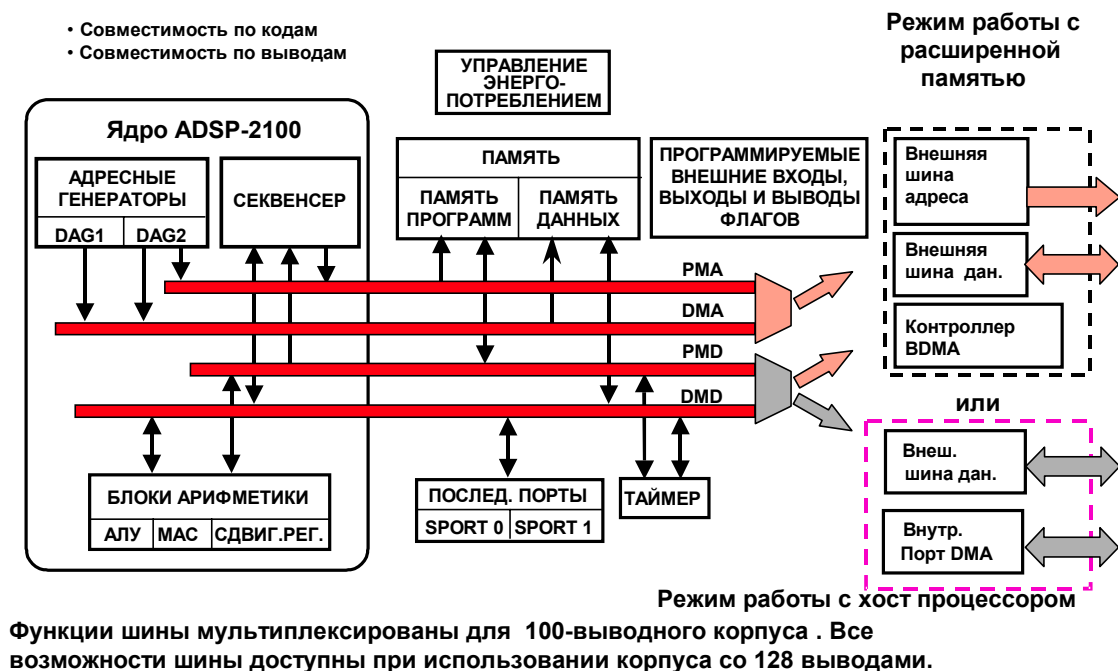 • Совместимость по кодам
• Совместимость по выводам
УПРАВЛЕНИЕ
ЭНЕРГО-
ПОТРЕБЛЕНИЕМ
Режим работы с
расширенной
памятью
Ядро ADSP-2100
АДРЕСНЫЕ
ГЕНЕРАТОРЫ
DAG1 DAG2
СЕКВЕНСЕР
ПАМЯТЬ
ПАМЯТЬ
ПРОГРАММ
ПАМЯТЬ
ДАННЫХ
ПРОГРАММИРУЕМЫЕ
ВНЕШНИЕ ВХОДЫ,
ВЫХОДЫ И ВЫВОДЫ
ФЛАГОВ
Внешняя
шина
адреса
Внешняя
шина дан.
Контроллер
BDMA
PMA
DMA
PMD
DMD
или
Внеш.
шина дан.
Внутр.
Порт DMA
БЛОКИ АРИФМЕТИКИ
АЛУ MAC СДВИГ.РЕГ.
ПОСЛЕД. ПОРТЫ
SPORT 0 SPORT 1
ТАЙМЕР
Режим работы с хост процессором
Функции шины мультиплексированы для 100-выводного корпуса . Все
возможности шины доступны при использовании корпуса со 128 выводами.